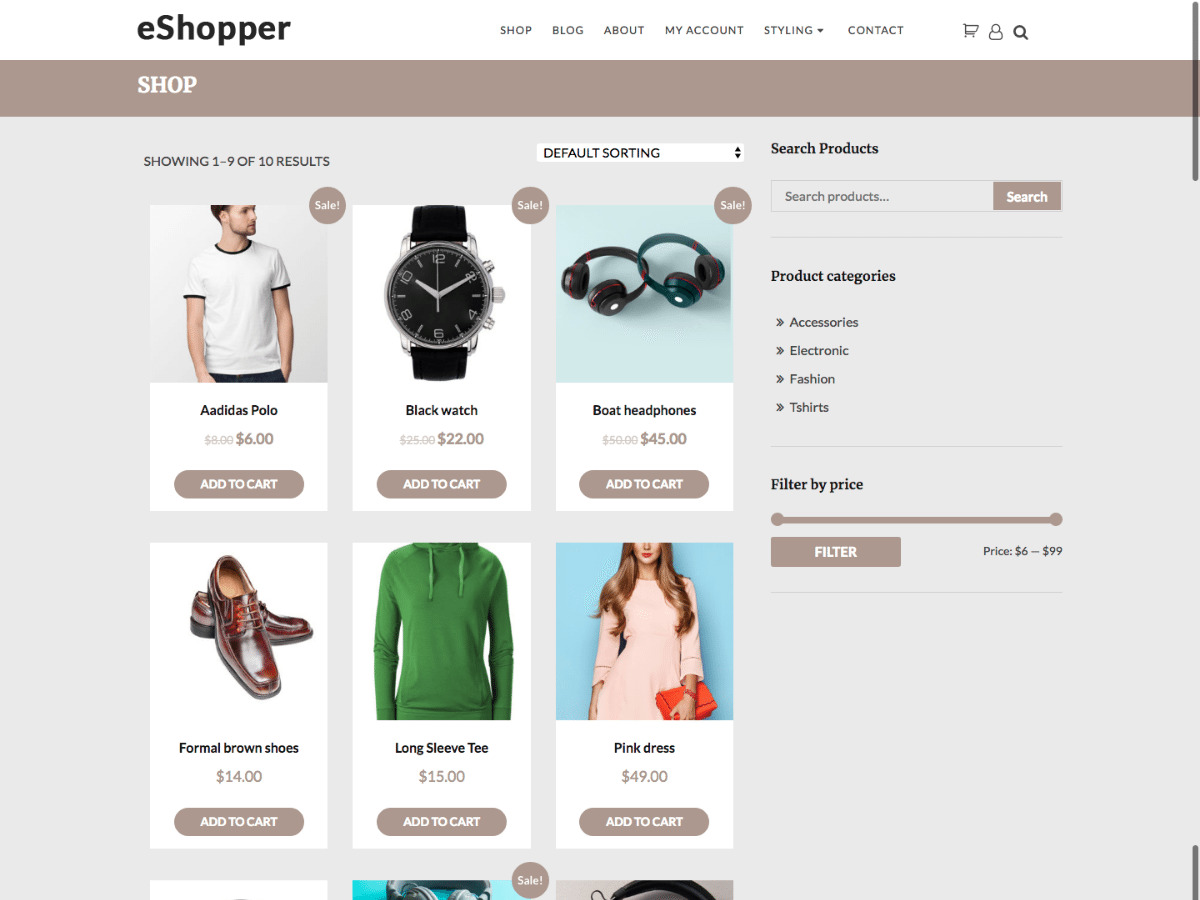 eShopper
SHOP BLOG ABOUT MY ACCOUNT STYLING CONTACT
SHOP
SHOWING 1–9 OF 10 RESULTS
DEFAULT SORTING
Sale!
Sale!
Sale!
Aadidas Polo
$8.00 $6.00
ADD TO CART
Black watch
$25.00 $22.00
ADD TO CART
Boat headphones
$50.00 $45.00
ADD TO CART
Formal brown shoes
$14.00
ADD TO CART
Long Sleeve Tee
$15.00
ADD TO CART
Pink dress
$49.00
ADD TO CART
Sale!
Search Products
Search products... Search
Product categories
» Accessories
» Electronic
» Fashion
» Tshirts
Filter by price
FILTER Price: $6 — $99